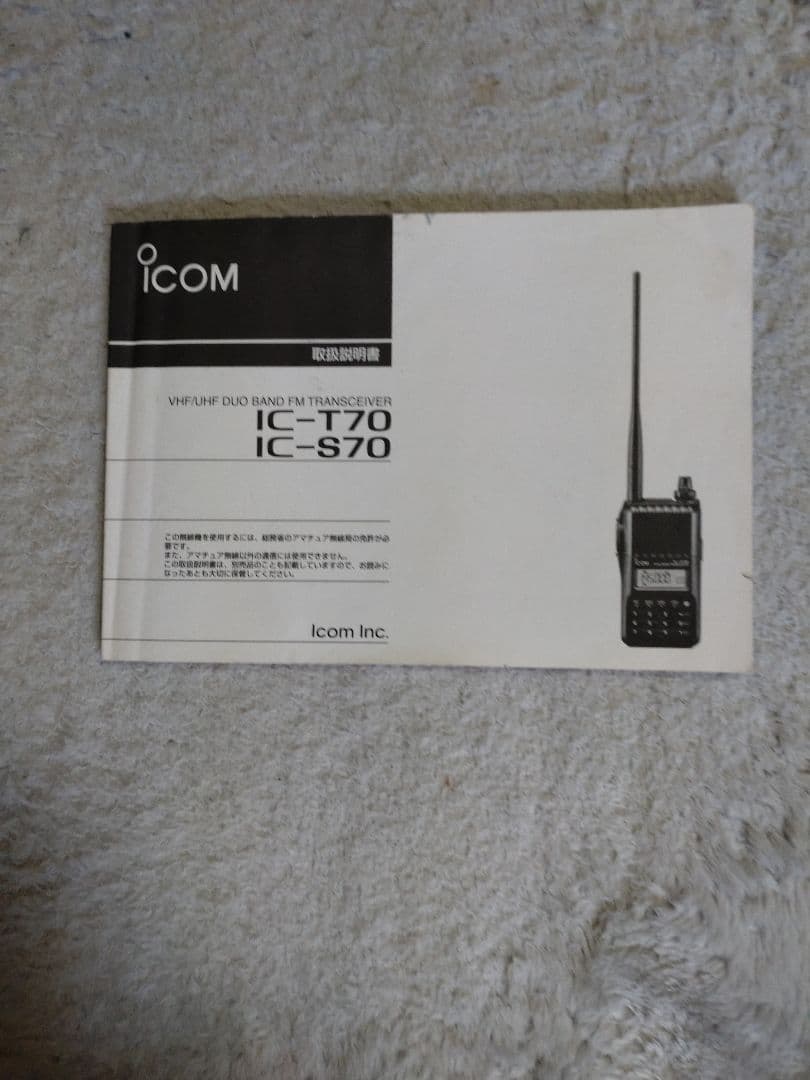 ICOM
取扱説明書
VHF/UHF DUO BAND FM TRANSCEIVER
IC-T70
IC-S70
この無線機を使用するには、総務省のアマチュア無線局の免許が必
要です。
また、アマチュア無線以外の通信には使用できません。
この取扱説明書は、別売品のことも記載していますので、お読みに
なったあとも大切に保管してください。
Icom Inc.